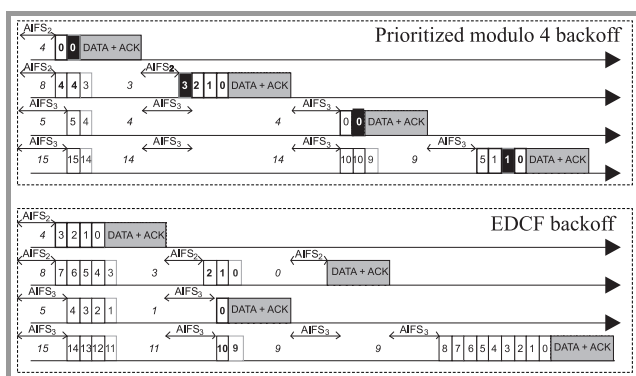 Prioritized modulo 4 backoff
AIFS2
4 0 0 DATA + ACK
AIFS2 AIFS2
8 4 4 3 3 3 2 1 0 DATA + ACK
AIFS3 AIFS3 AIFS3
5 5 4 4 4 0 0 DATA + ACK
AIFS3 AIFS3 AIFS3 AIFS3
15 15 14 14 14 10 10 9 9 5 1 1 0 DATA + ACK
EDCF backoff
AIFS2
4 3 2 1 0 DATA + ACK
AIFS2 AIFS2 AIFS2
8 7 6 5 4 3 3 2 1 0 0 DATA + ACK
AIFS3 AIFS3
5 4 3 2 1 1 0 DATA + ACK
AIFS3 AIFS3 AIFS3 AIFS3
15 14 13 12 11 11 10 9 9 9 8 7 6 5 4 3 2 1 0 DATA + ACK